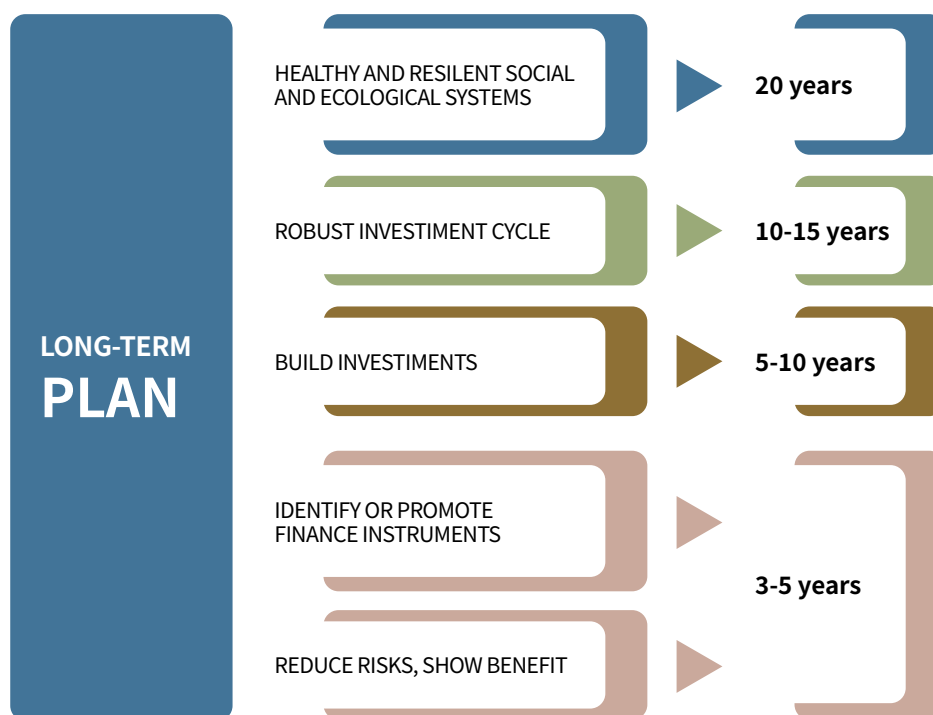 LONG-TERM
PLAN
HEALTHY AND RESILENT SOCIAL
AND ECOLOGICAL SYSTEMS
20 years
ROBUST INVESTIMENT CYCLE
10-15 years
BUILD INVESTIMENTS
5-10 years
IDENTIFY OR PROMOTE
FINANCE INSTRUMENTS
3-5 years
REDUCE RISKS, SHOW BENEFIT